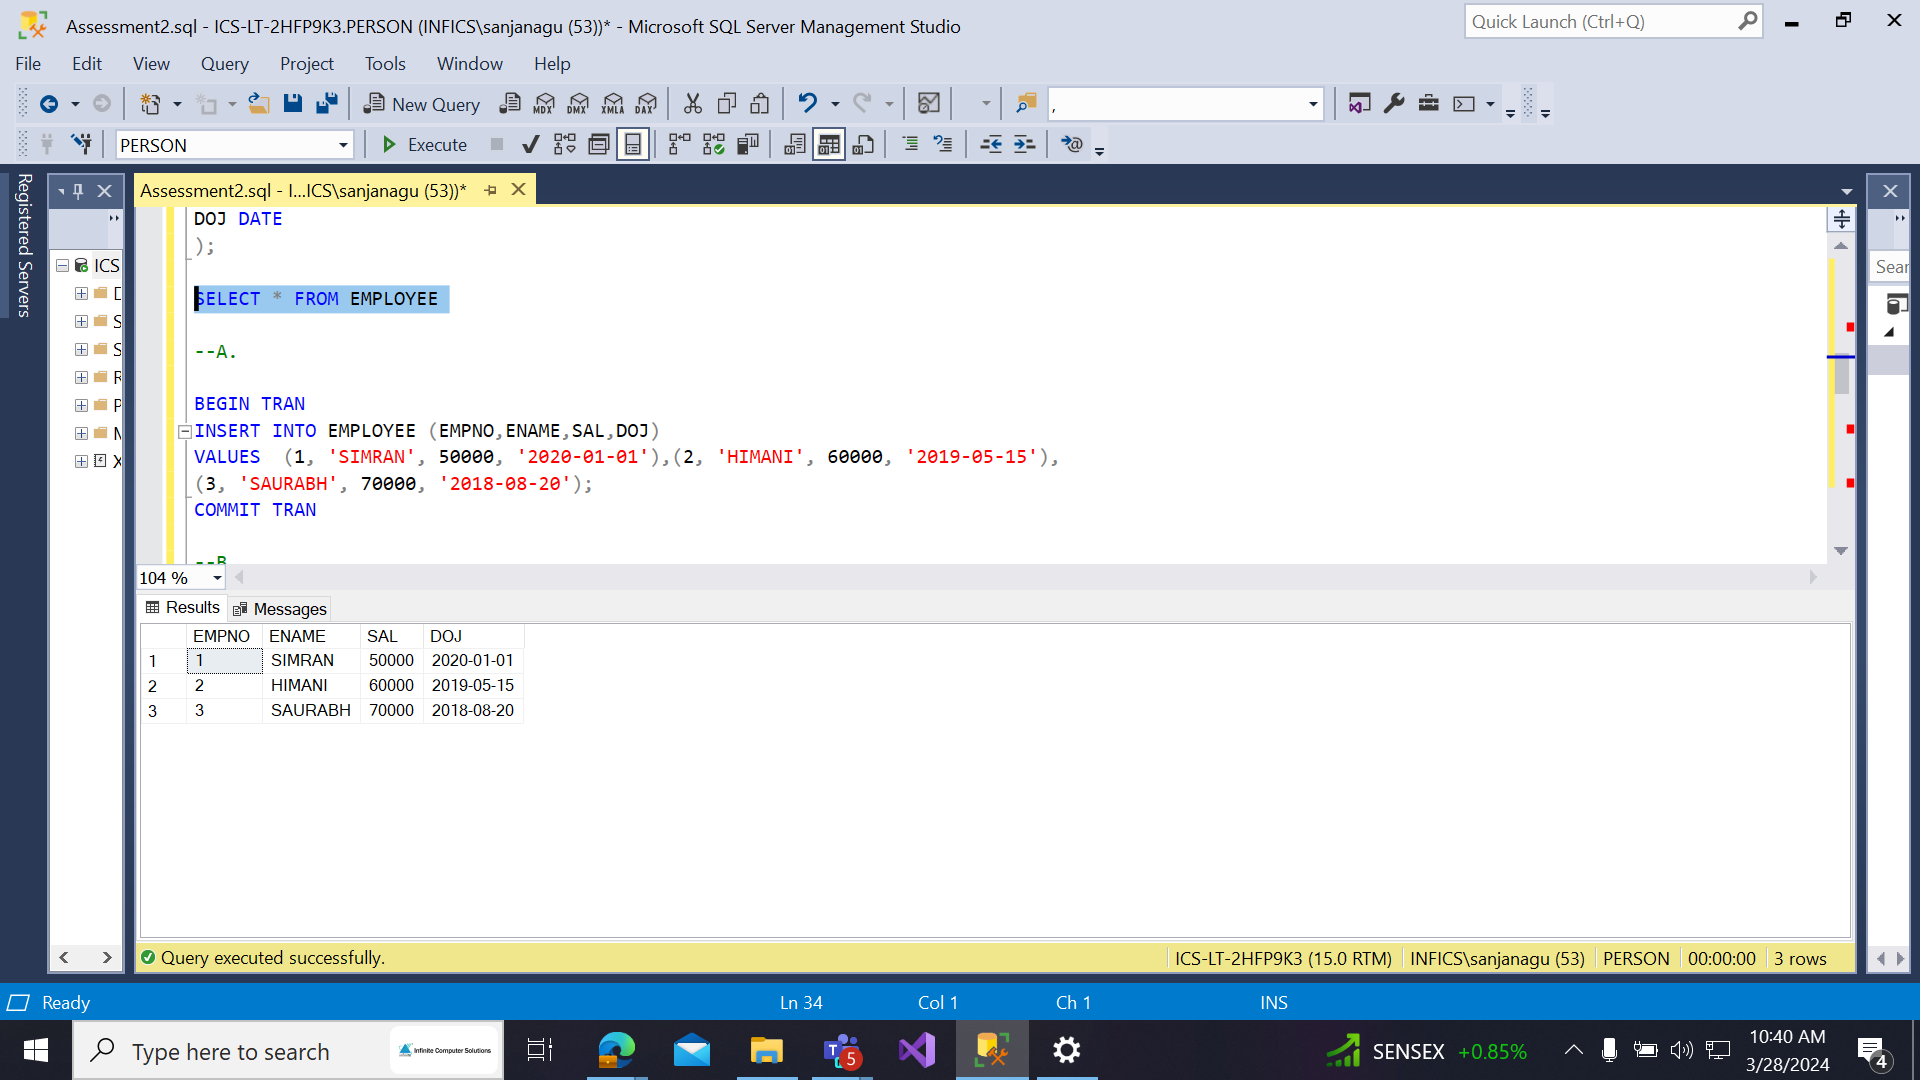 Assessment2.sql - ICS-LT-2HFP9K3.PERSON (INFICS\sanjanagu (53))* - Microsoft SQL Server Management Studio
Quick Launch (Ctrl+Q)
File Edit View Query Project Tools Window Help
New Query MDX DMX XMLA DAX ,
PERSON Execute
Registered Servers
Assessment2.sql - I...ICS\sanjanagu (53))*
ICS
D
S
S
R
P
M
X
Sear
DOJ DATE
);
SELECT * FROM EMPLOYEE
--A.
BEGIN TRAN
INSERT INTO EMPLOYEE (EMPNO,ENAME,SAL,DOJ)
VALUES (1, 'SIMRAN', 50000, '2020-01-01'),(2, 'HIMANI', 60000, '2019-05-15'),
(3, 'SAURABH', 70000, '2018-08-20');
COMMIT TRAN
--B
104 %
Results Messages
EMPNO ENAME SAL DOJ
1 1 SIMRAN 50000 2020-01-01
2 2 HIMANI 60000 2019-05-15
3 3 SAURABH 70000 2018-08-20
Query executed successfully. ICS-LT-2HFP9K3 (15.0 RTM) INFICS\sanjanagu (53) PERSON 00:00:00 3 rows
Ready Ln 34 Col 1 Ch 1 INS
Type here to search Infinite Computer Solutions 5 SENSEX +0.85% 10:40 AM
3/28/2024 4